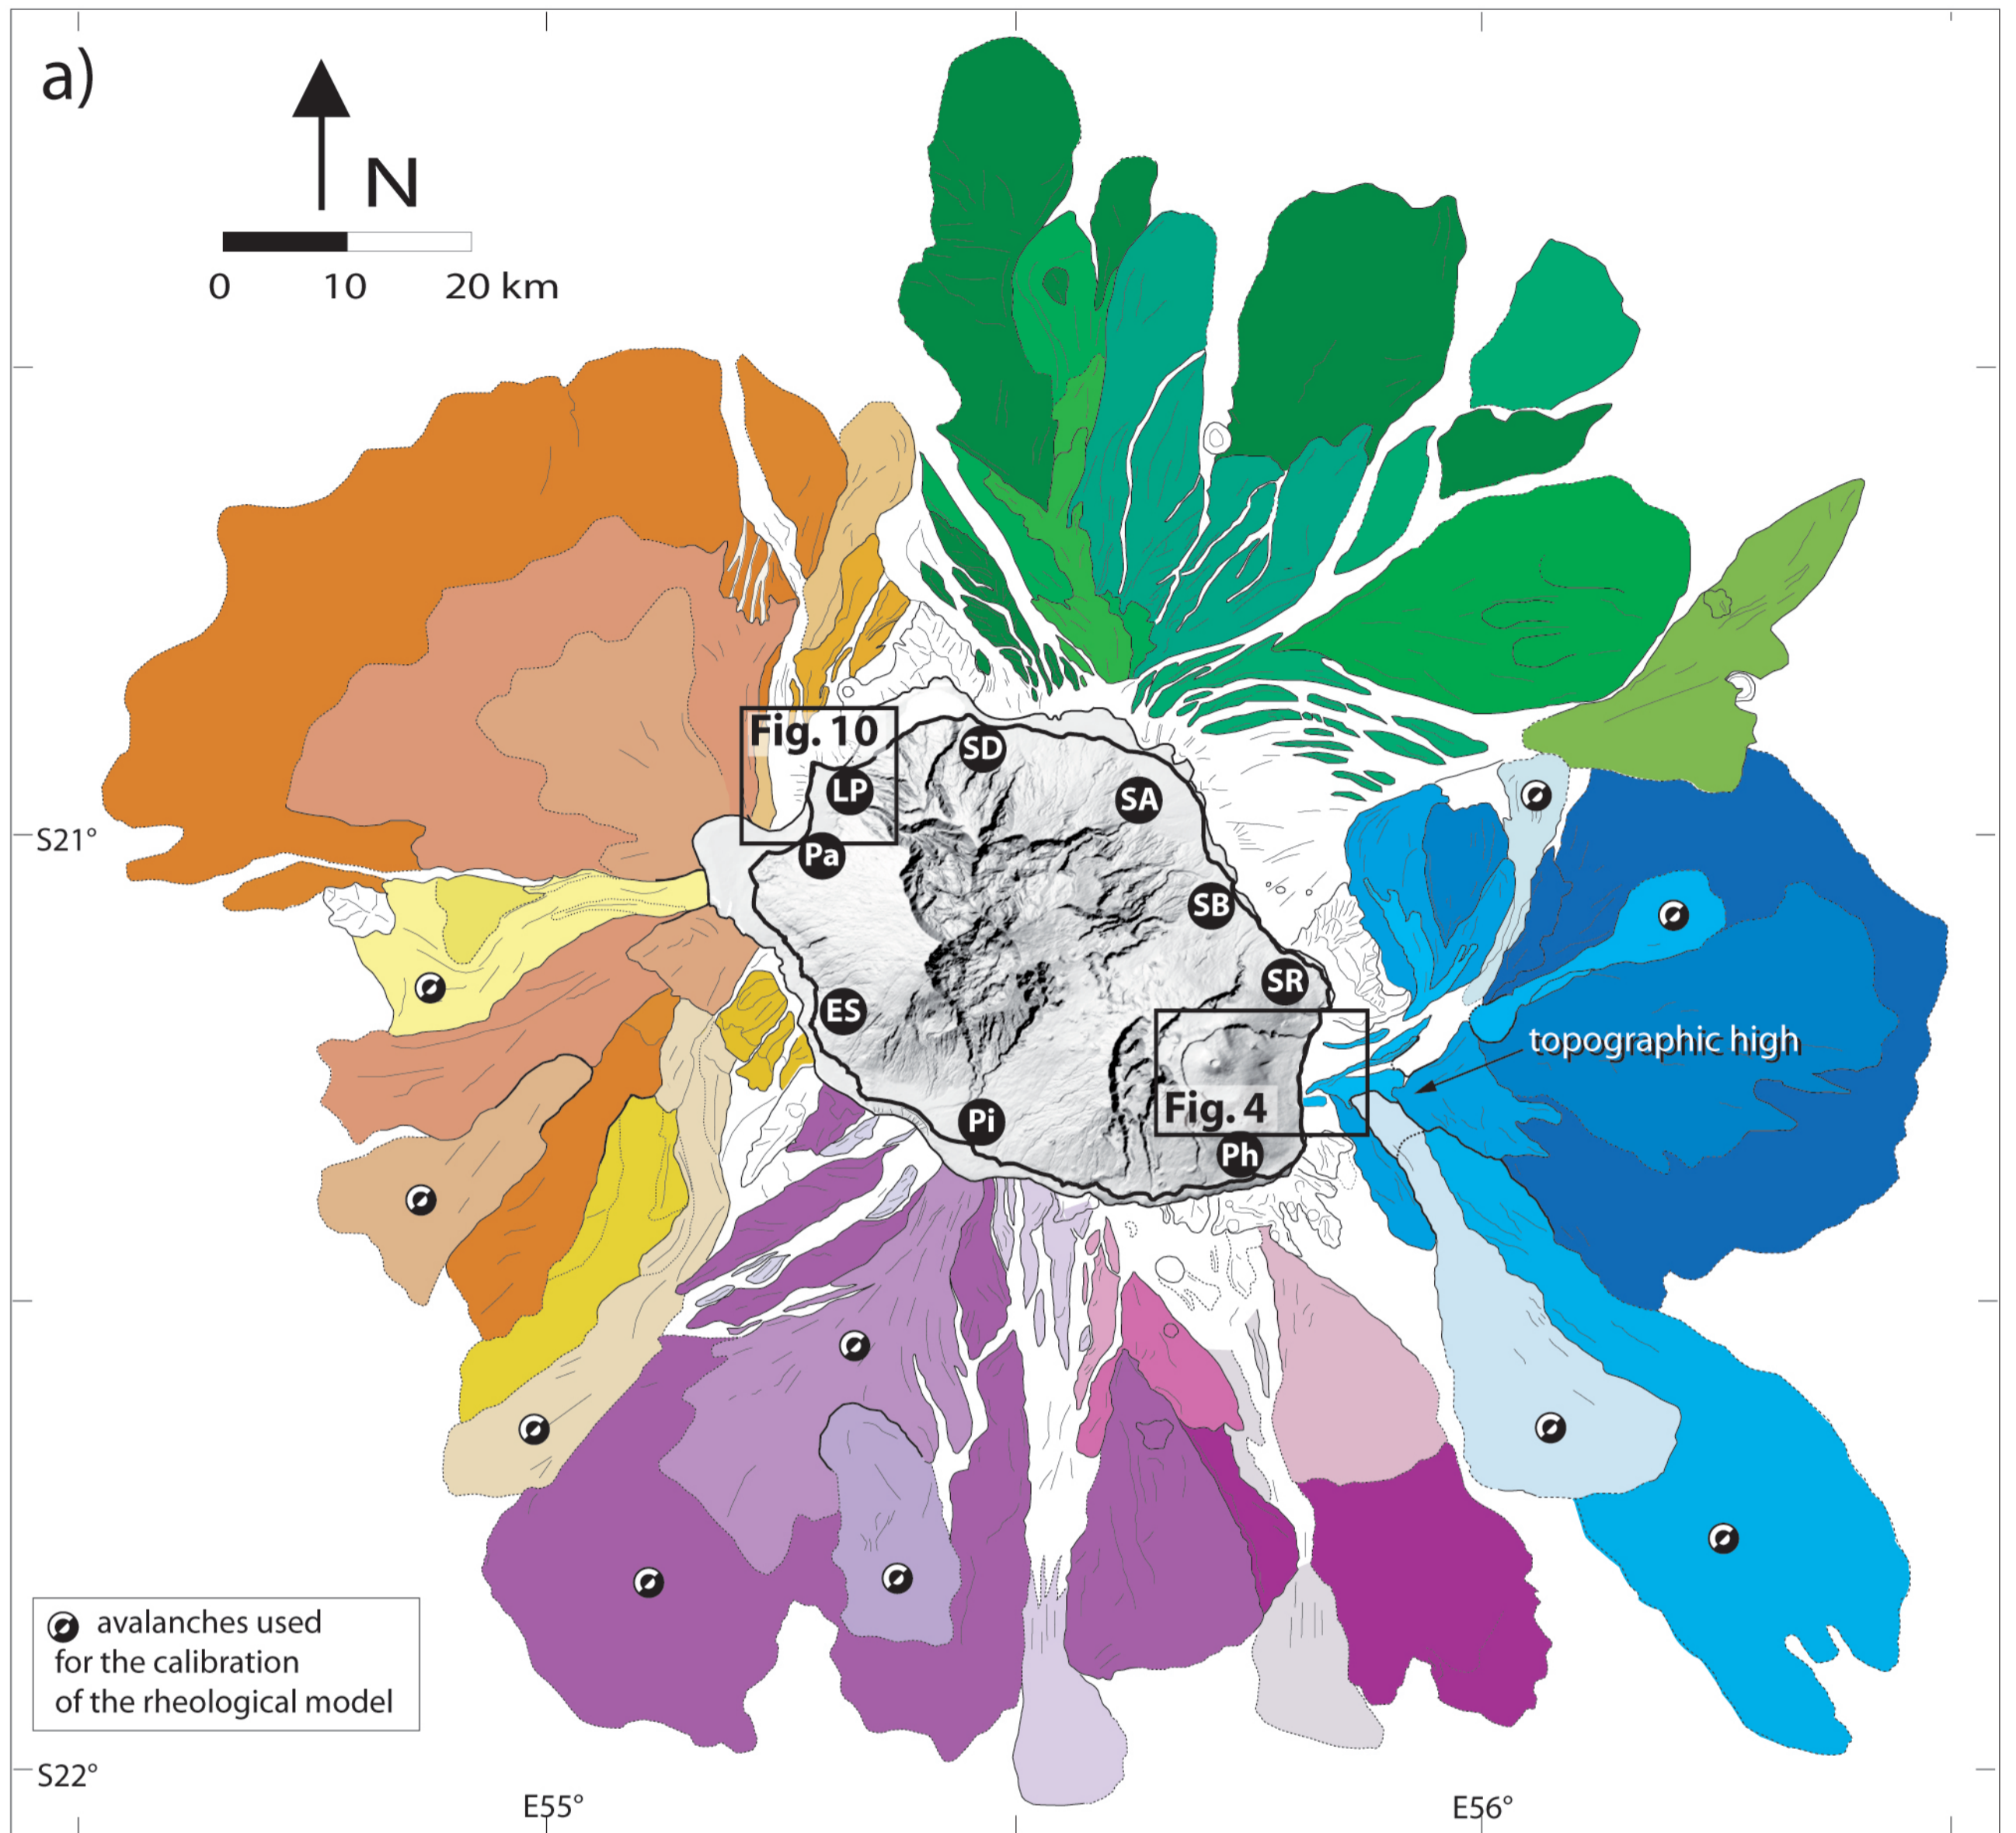 a)
N
0 10 20 km
Fig. 10
SD
LP
SA
S21°
Pa
SB
SR
ES
topographic high
Fig. 4
Pi
Ph
avalanches used
for the calibration
of the rheological model
S22°
E55° E56°